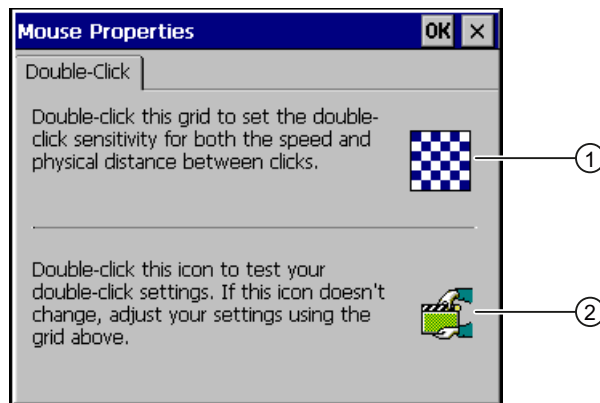 Mouse Properties OK ×
Double-Click
Double-click this grid to set the double-
click sensitivity for both the speed and
physical distance between clicks.
1
Double-click this icon to test your
double-click settings. If this icon doesn't
change, adjust your settings using the
grid above.
2